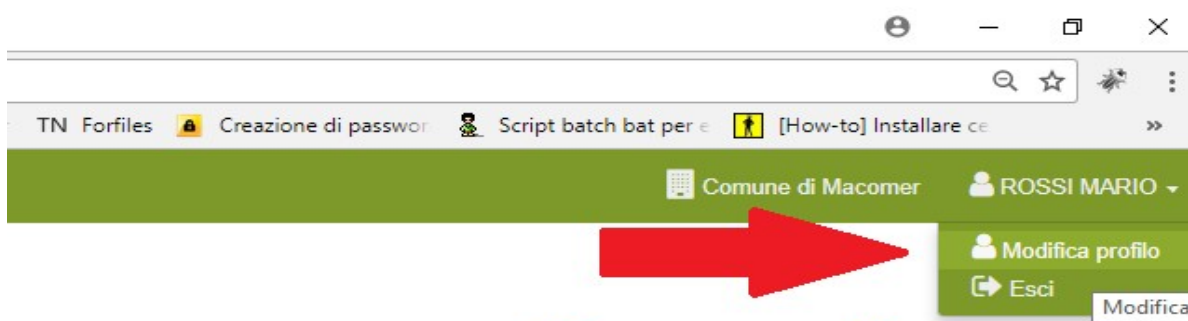 TN Forfiles Creazione di passwor Script batch bat per e [How-to] Installare ce »
Comune di Macomer ROSSI MARIO
Modifica profilo
Esci
Modifica